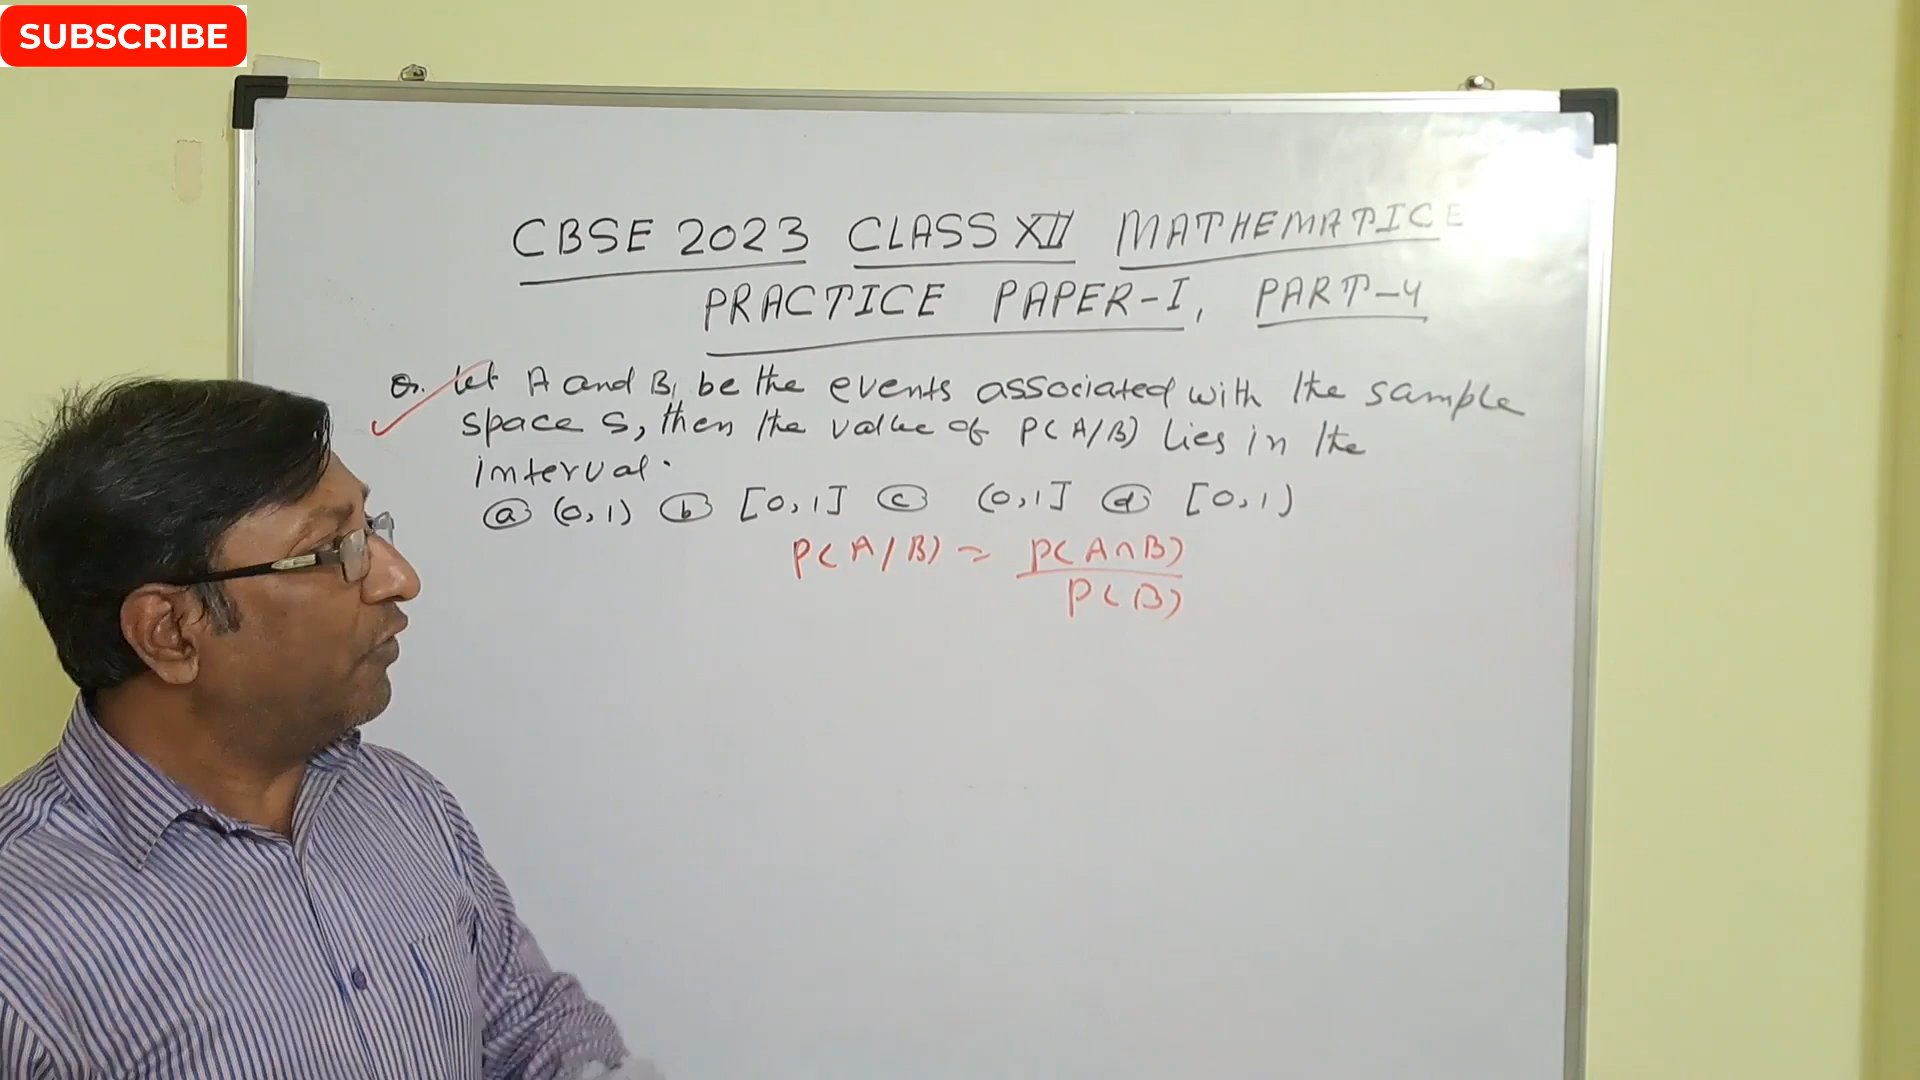 SUBSCRIBE
CBSE 2023 CLASS XII MATHEMATICE
PRACTICE PAPER-I, PART-4
Q. Let A and B, be the events associated with the sample
space S, then the value of P(A/B) lies in the
interval.
(a) (0,1) (b) [0,1] (c) (0,1] (d) [0,1)
P(A/B) = P(A∩B)
P(B)